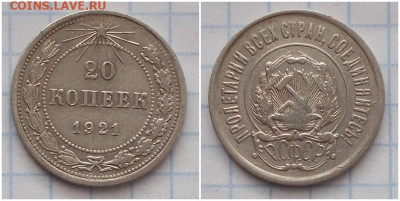 COINS.LAVE.RU
20
КОПЕЕК
1921
ПРОЛЕТАРИИ ВСЕХ СТРАН, СОЕДИНЯЙТЕСЬ!
РСФСР